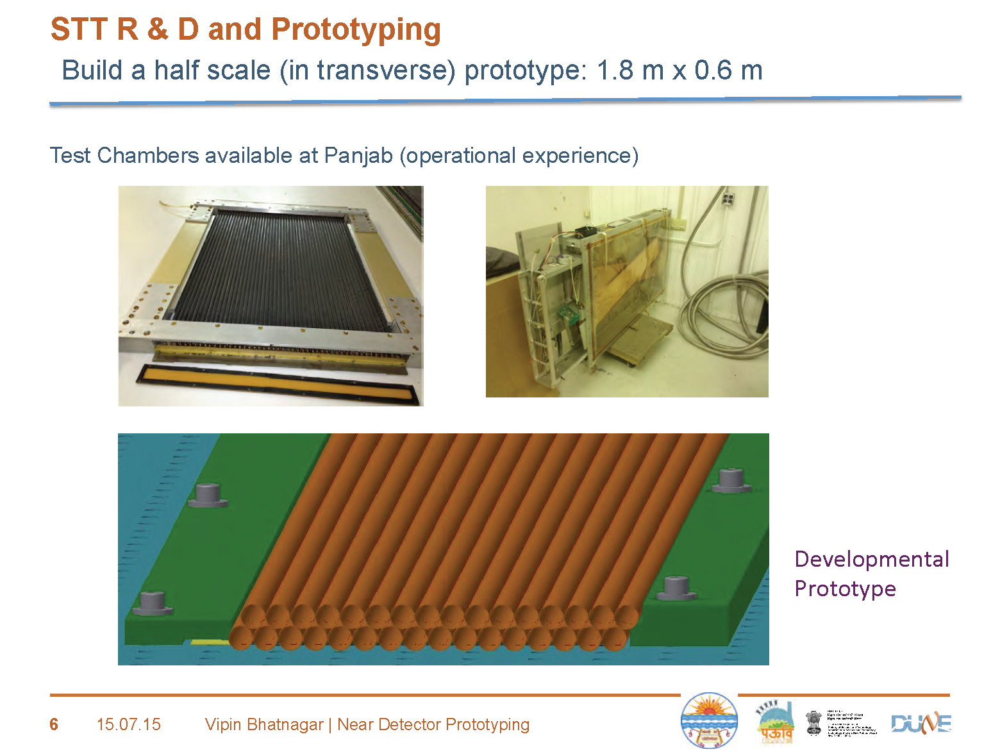 STT R & D and Prototyping
Build a half scale (in transverse) prototype: 1.8 m x 0.6 m
Test Chambers available at Panjab (operational experience)
Developmental
Prototype
6 15.07.15 Vipin Bhatnagar | Near Detector Prototyping
पऊवि
DUNE